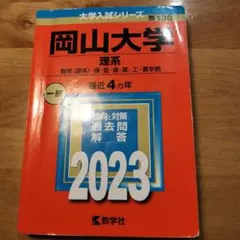 大学入試シリーズ
130
岡山大学
理系
教育〈理系〉・理・医・歯・薬・工・農学部
最近4カ年
一般
傾向と対策
過去問
解答
2023
教学社